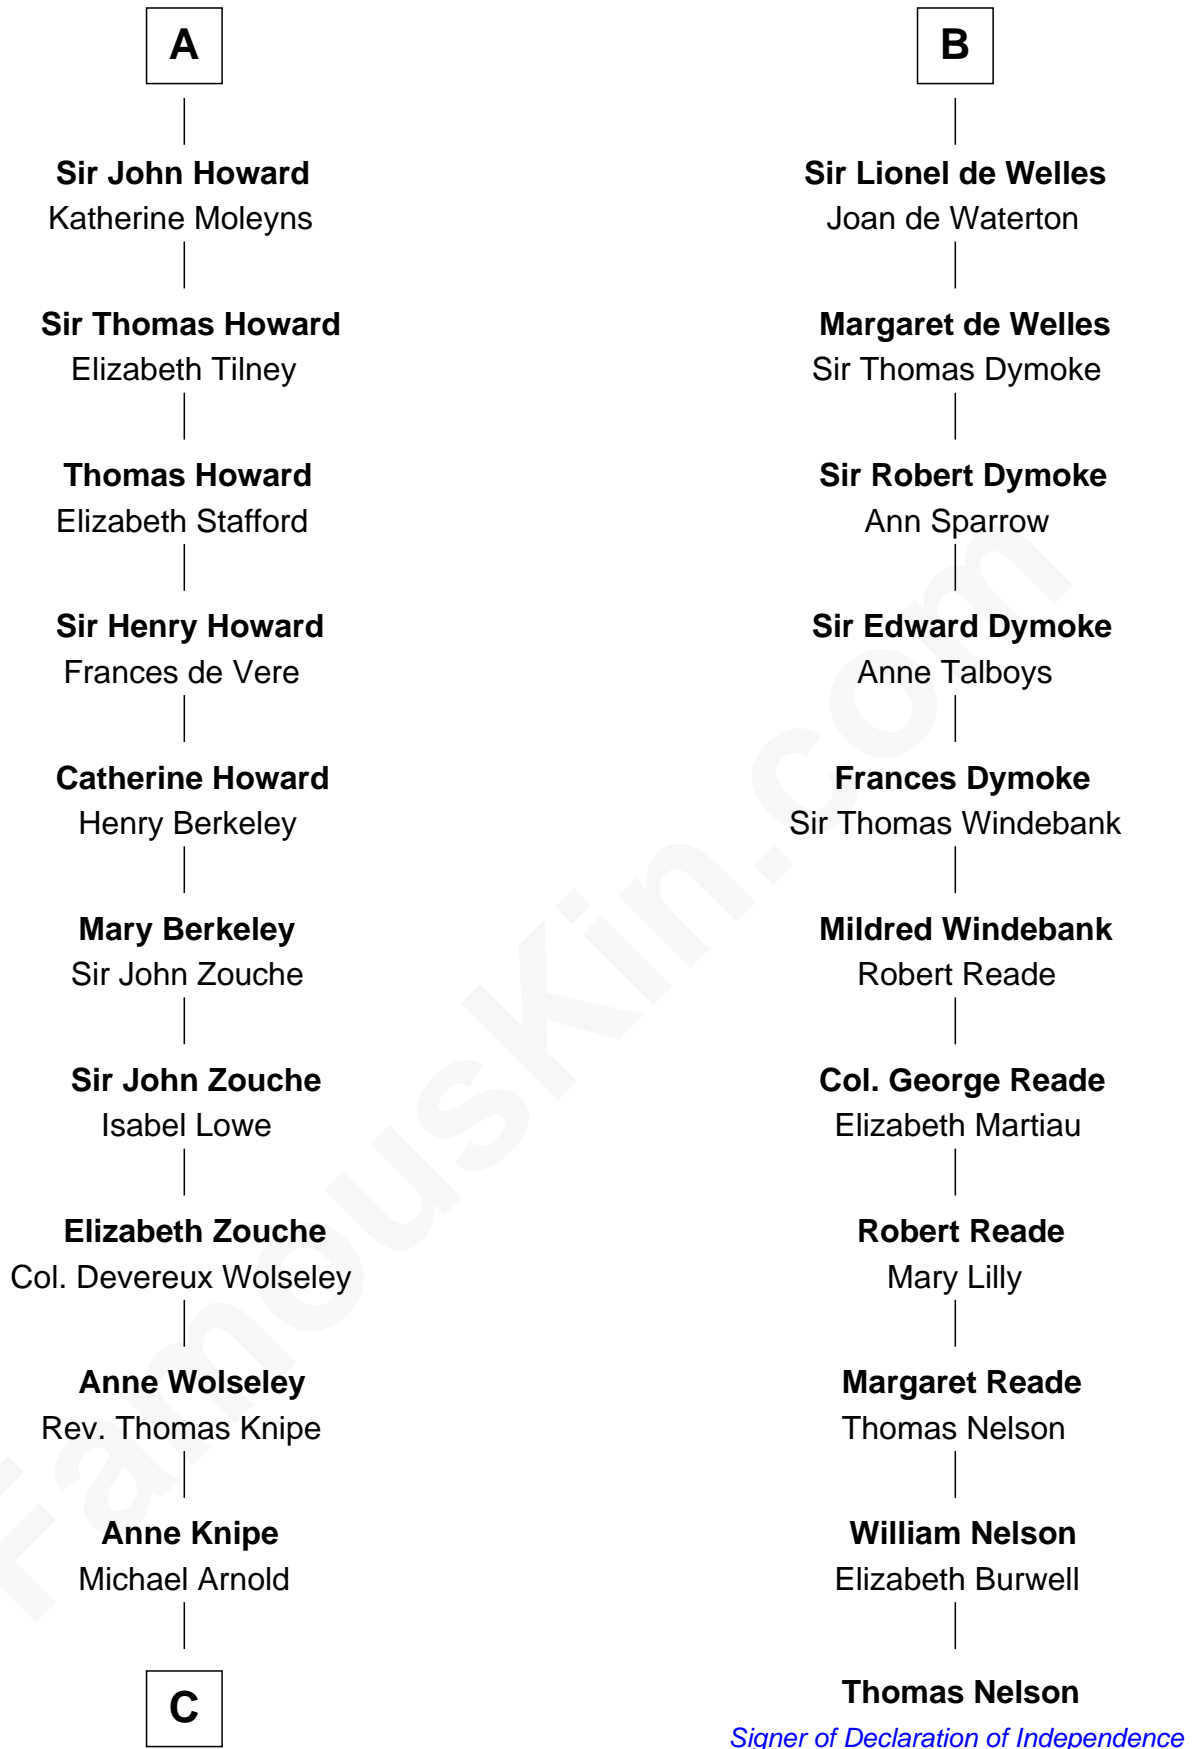 A
Sir John Howard
Katherine Moleyns
Sir Thomas Howard
Elizabeth Tilney
Thomas Howard
Elizabeth Stafford
Sir Henry Howard
Frances de Vere
Catherine Howard
Henry Berkeley
Mary Berkeley
Sir John Zouche
Sir John Zouche
Isabel Lowe
Elizabeth Zouche
Col. Devereux Wolseley
Anne Wolseley
Rev. Thomas Knipe
Anne Knipe
Michael Arnold
C
B
Sir Lionel de Welles
Joan de Waterton
Margaret de Welles
Sir Thomas Dymoke
Sir Robert Dymoke
Ann Sparrow
Sir Edward Dymoke
Anne Talboys
Frances Dymoke
Sir Thomas Windebank
Mildred Windebank
Robert Reade
Col. George Reade
Elizabeth Martiau
Robert Reade
Mary Lilly
Margaret Reade
Thomas Nelson
William Nelson
Elizabeth Burwell
Thomas Nelson
Signer of Declaration of Independence
FamousKin.com